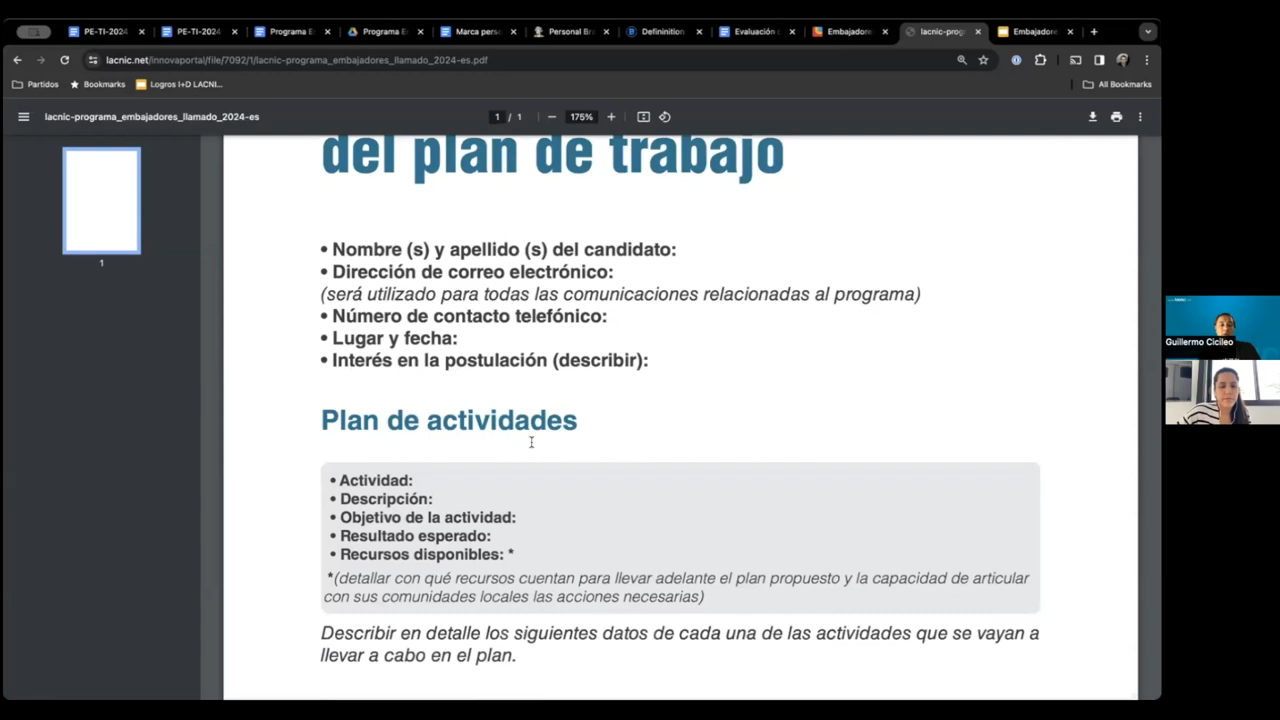 PE-TI-2024
PE-TI-2024
Programa E
Programa E
Marca pers
Personal Br
Defininition
Evaluación
Embajadore
lacnic-prog
Embajadore
lacnic.net/innovaportal/file/7092/1/lacnic-programa_embajadores_llamado_2024-es.pdf
Partidos
Bookmarks
Logros I+D LACNI...
All Bookmarks
lacnic-programa_embajadores_llamado_2024-es
1 / 1
175%
1
del plan de trabajo
• Nombre (s) y apellido (s) del candidato:
• Dirección de correo electrónico:
(será utilizado para todas las comunicaciones relacionadas al programa)
• Número de contacto telefónico:
• Lugar y fecha:
• Interés en la postulación (describir):
Plan de actividades
• Actividad:
• Descripción:
• Objetivo de la actividad:
• Resultado esperado:
• Recursos disponibles: *
*(detallar con qué recursos cuentan para llevar adelante el plan propuesto y la capacidad de articular
con sus comunidades locales las acciones necesarias)
Describir en detalle los siguientes datos de cada una de las actividades que se vayan a
llevar a cabo en el plan.
Guillermo Cicileo